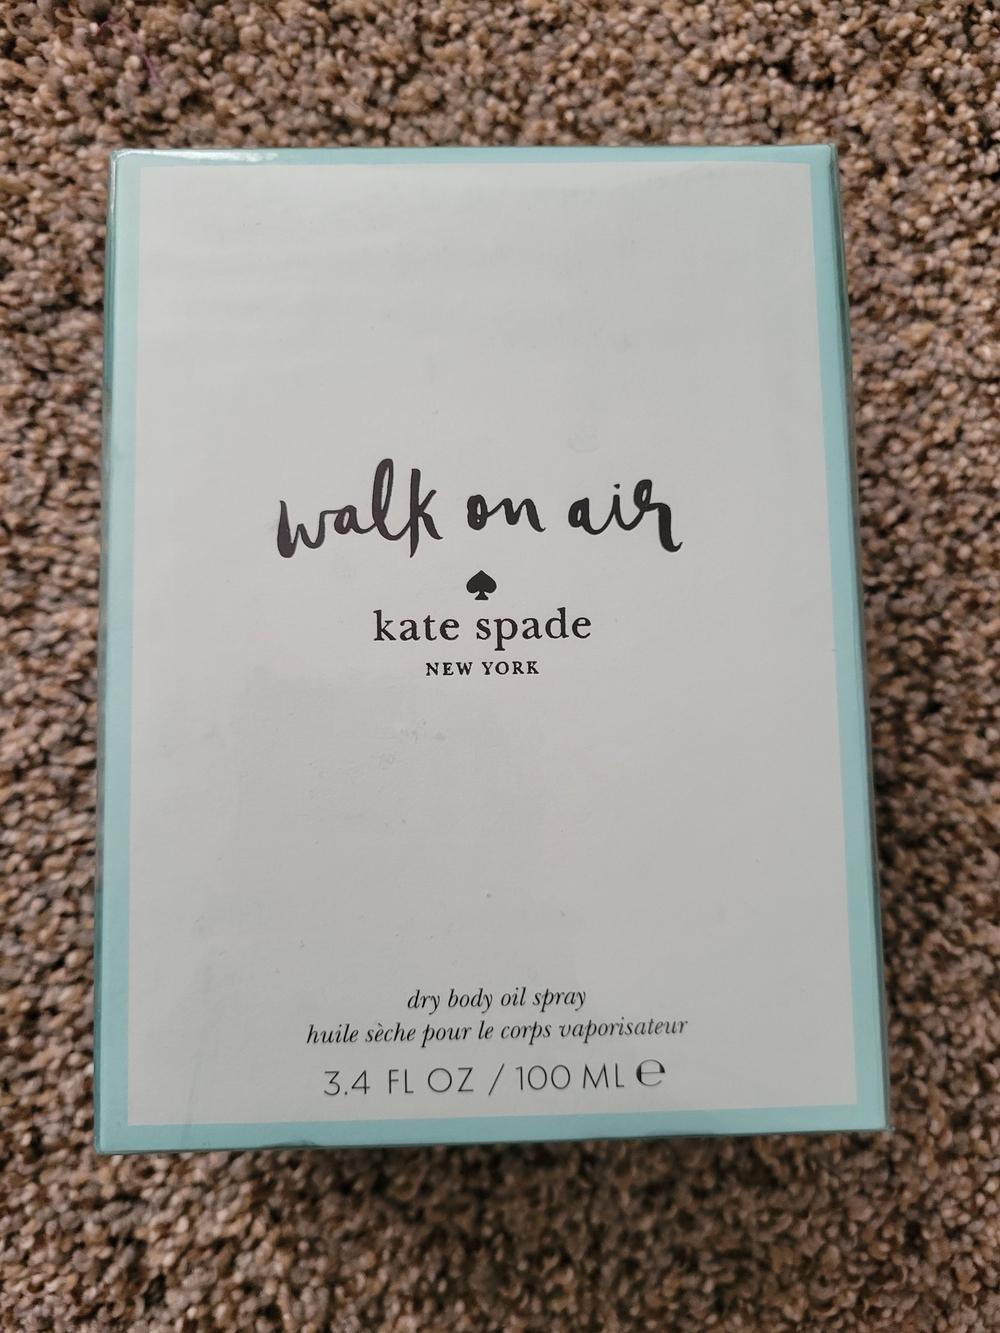 walk on air
kate spade
NEW YORK
dry body oil spray
huile sèche pour le corps vaporisateur
3.4 FL OZ / 100 ML ℮